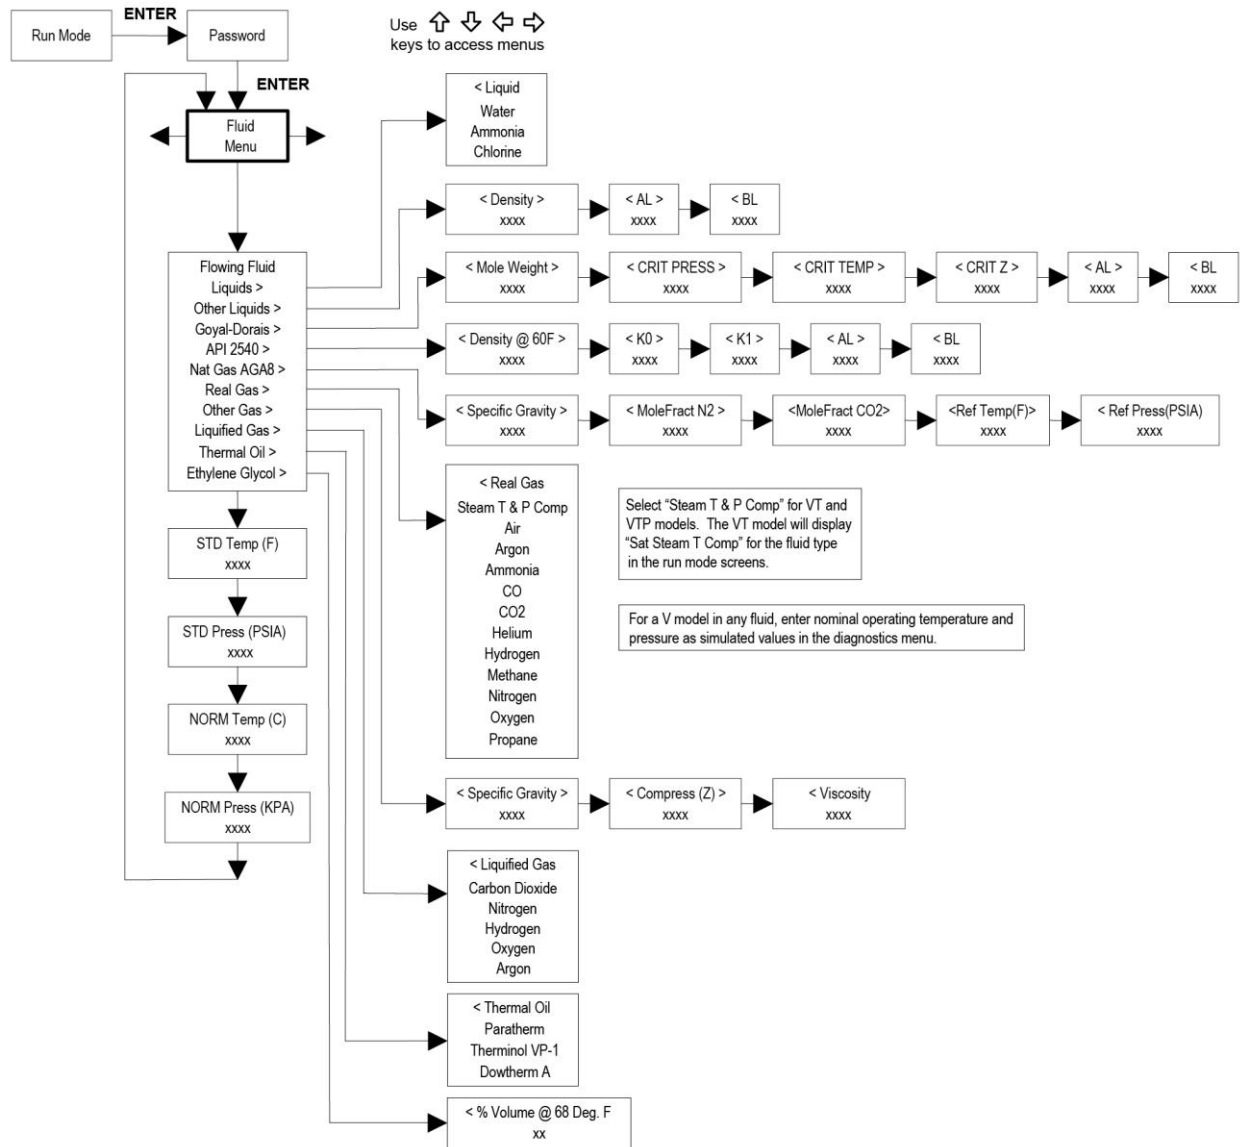 ENTER
Run Mode
Password
Use
keys to access menus
ENTER
Fluid
Menu
< Liquid
Water
Ammonia
Chlorine
< Density >
xxxx
< AL >
xxxx
< BL
xxxx
Flowing Fluid
Liquids >
Other Liquids >
Goyal-Dorais >
API 2540 >
Nat Gas AGA8 >
Real Gas >
Other Gas >
Liquified Gas >
Thermal Oil >
Ethylene Glycol >
< Mole Weight >
xxxx
< CRIT PRESS >
xxxx
< CRIT TEMP >
xxxx
< CRIT Z >
xxxx
< AL >
xxxx
< BL
xxxx
< Density @ 60F >
xxxx
< K0 >
xxxx
< K1 >
xxxx
< AL >
xxxx
< BL
xxxx
< Specific Gravity >
xxxx
< MoleFract N2 >
xxxx
<MoleFract CO2>
xxxx
<Ref Temp(F)>
xxxx
< Ref Press(PSIA)
xxxx
< Real Gas
Steam T & P Comp
Air
Argon
Ammonia
CO
CO2
Helium
Hydrogen
Methane
Nitrogen
Oxygen
Propane
Select “Steam T & P Comp” for VT and
VTP models.  The VT model will display
“Sat Steam T Comp” for the fluid type
in the run mode screens.
For a V model in any fluid, enter nominal operating temperature and
pressure as simulated values in the diagnostics menu.
STD Temp (F)
xxxx
STD Press (PSIA)
xxxx
NORM Temp (C)
xxxx
NORM Press (KPA)
xxxx
< Specific Gravity >
xxxx
< Compress (Z) >
xxxx
< Viscosity
xxxx
< Liquified Gas
Carbon Dioxide
Nitrogen
Hydrogen
Oxygen
Argon
< Thermal Oil
Paratherm
Therminol VP-1
Dowtherm A
< % Volume @ 68 Deg. F
xx